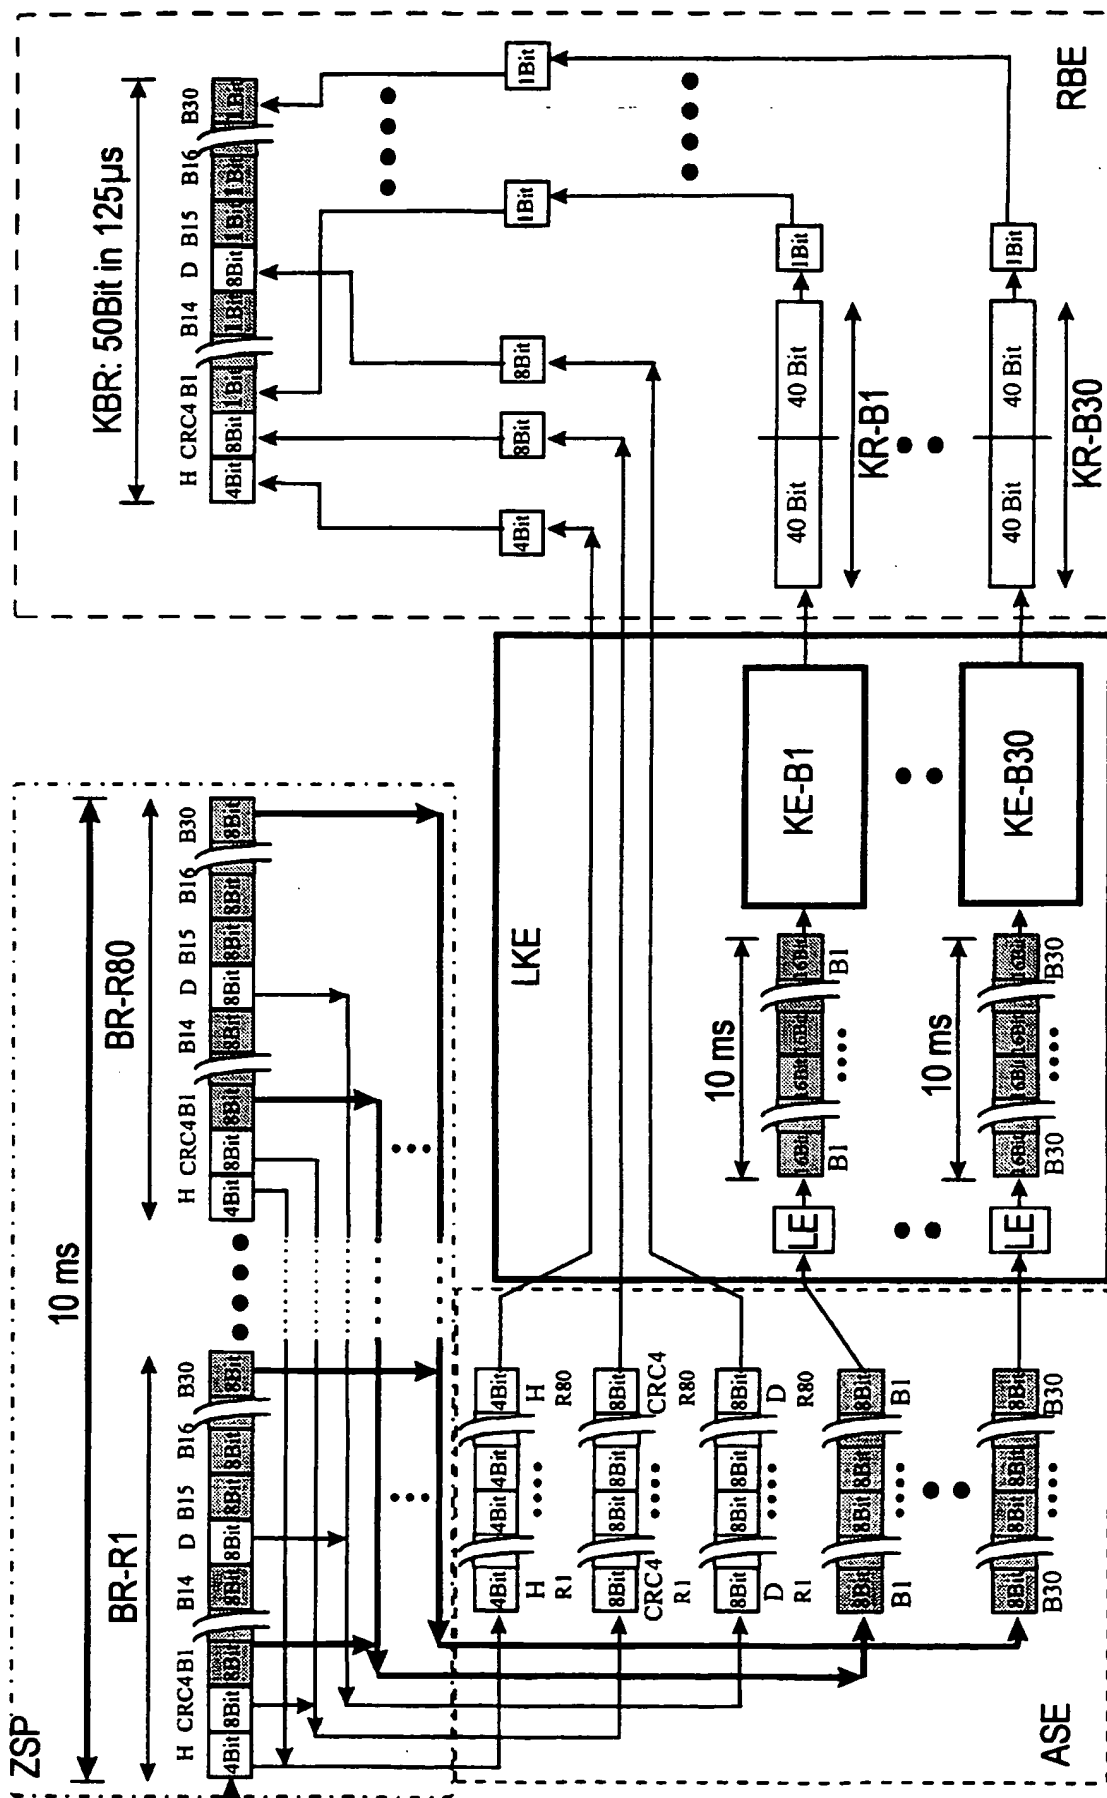 ZSP
10 ms
BR-R1
BR-R80
H CRC4 B1 B14 D B15 B16 B30
4Bit 8Bit 8Bit 8Bit 8Bit 8Bit 8Bit 8Bit
H CRC4 B1 B14 D B15 B16 B30
4Bit 8Bit 8Bit 8Bit 8Bit 8Bit 8Bit 8Bit
ASE
4Bit 4Bit 4Bit 4Bit
H H
R1 R80
8Bit 8Bit 8Bit 8Bit
CRC4 CRC4
R1 R80
8Bit 8Bit 8Bit 8Bit
D D
R1 R80
8Bit 8Bit 8Bit 8Bit
B1 B1
8Bit 8Bit 8Bit 8Bit
B30 B30
LKE
LE
10 ms
16Bit 16Bit 16Bit 16Bit
B1 B1
KE-B1
LE
10 ms
16Bit 16Bit 16Bit 16Bit
B30 B30
KE-B30
RBE
KBR: 50Bit in 125µs
H CRC4 B1 B14 D B15 B16 B30
4Bit 8Bit 1Bit 1Bit 8Bit 1Bit 1Bit 1Bit
4Bit 8Bit 8Bit 1Bit 1Bit
40 Bit 40 Bit 1Bit
KR-B1
40 Bit 40 Bit 1Bit
KR-B30